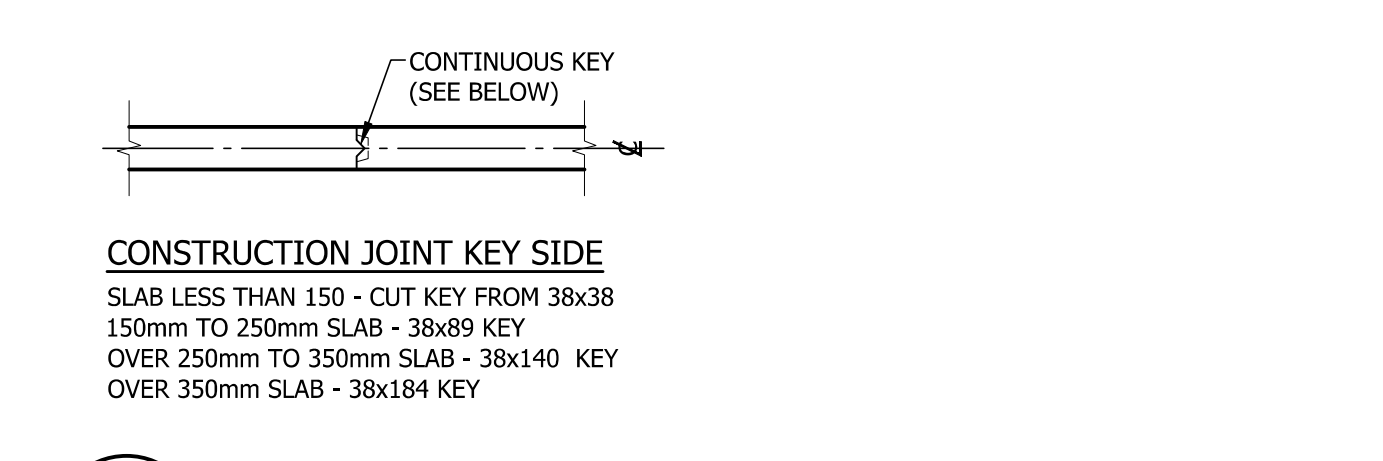 CONTINUOUS KEY
(SEE BELOW)
CONSTRUCTION JOINT KEY SIDE
SLAB LESS THAN 150 - CUT KEY FROM 38x38
150mm TO 250mm SLAB - 38x89 KEY
OVER 250mm TO 350mm SLAB - 38x140 KEY
OVER 350mm SLAB - 38x184 KEY